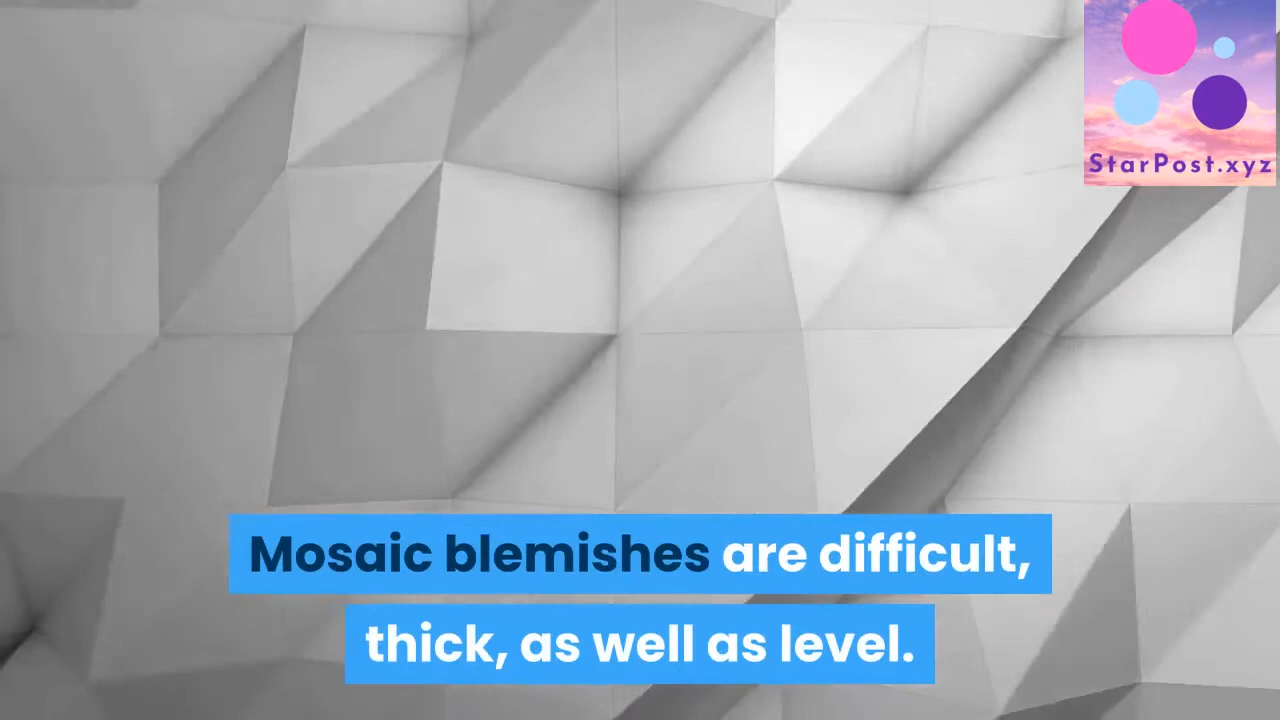 StarPost.xyz
Mosaic blemishes are difficult,
thick, as well as level.